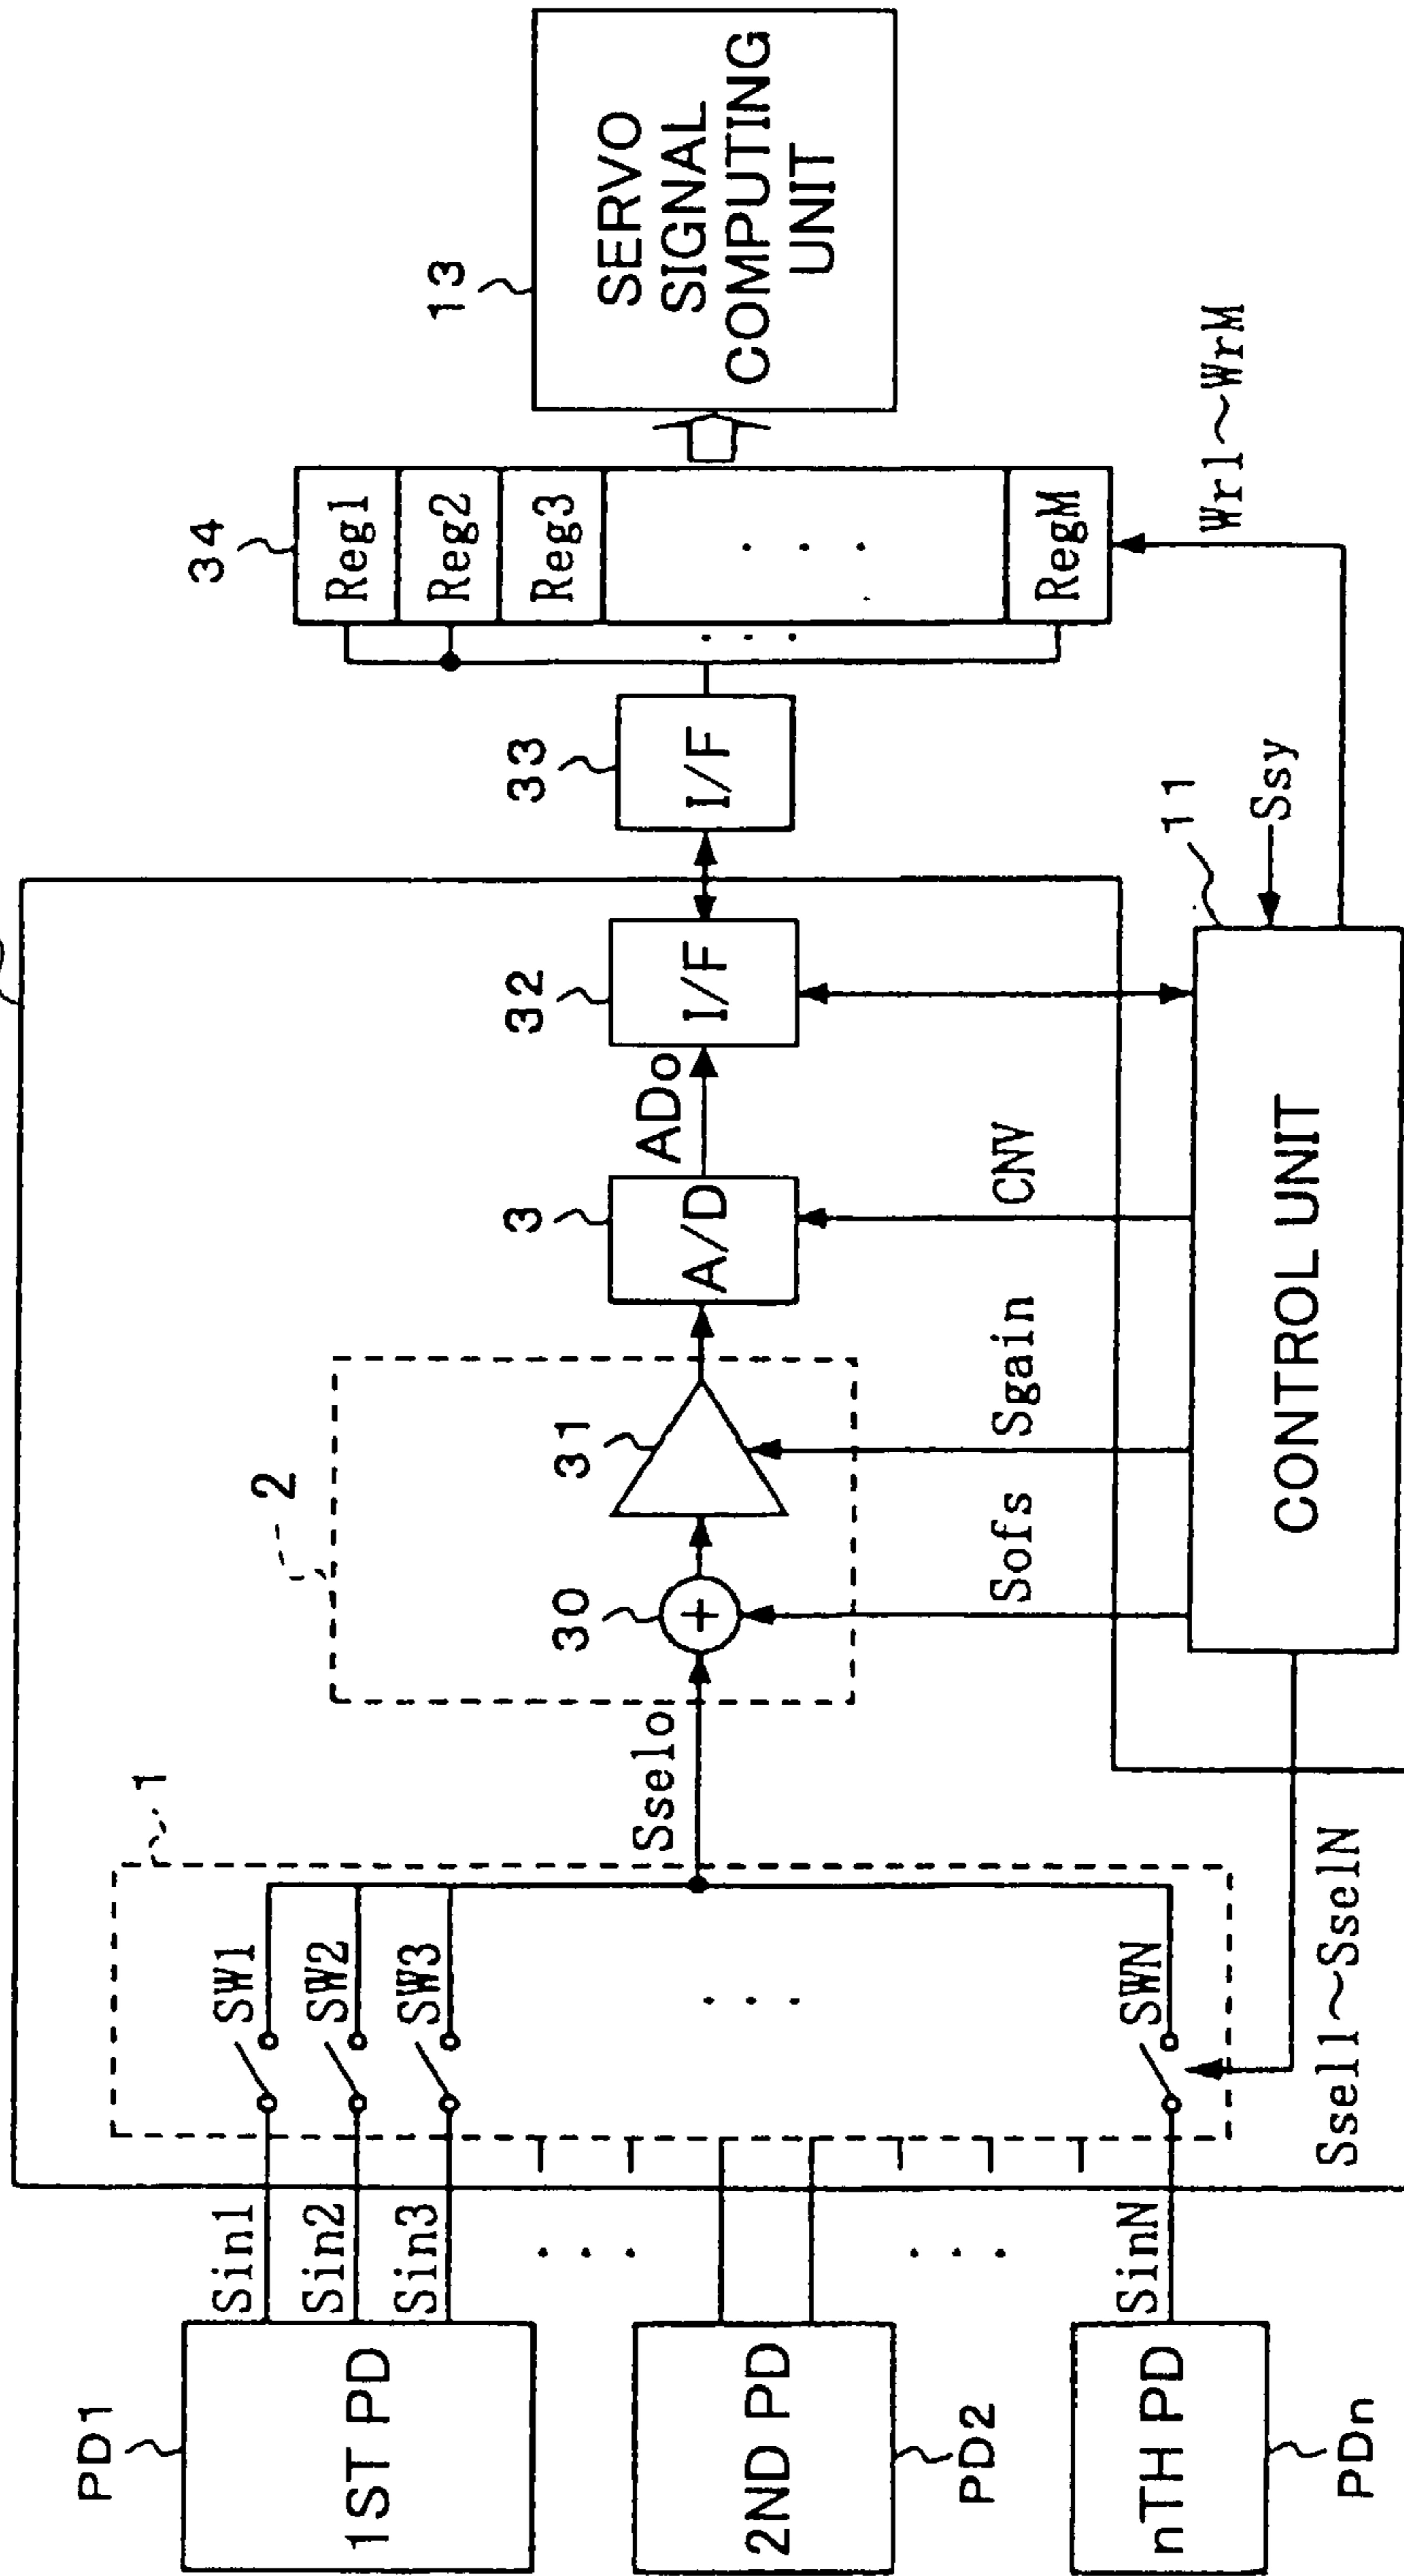 PD1
1ST PD
2ND PD
PD2
nTH PD
PDn
Sin1
Sin2
Sin3
. . .
. . .
SinN
1
SW1
SW2
SW3
. . .
SWN
Ssel1~SselN
Sselo
2
30
+
31
Sofs
Sgain
3
A/D
CNV
ADo
32
I/F
CONTROL UNIT
11
Ssy
33
I/F
34
Reg1
Reg2
Reg3
. . .
. . .
RegM
Wr1~WrM
13
SERVO
SIGNAL
COMPUTING
UNIT